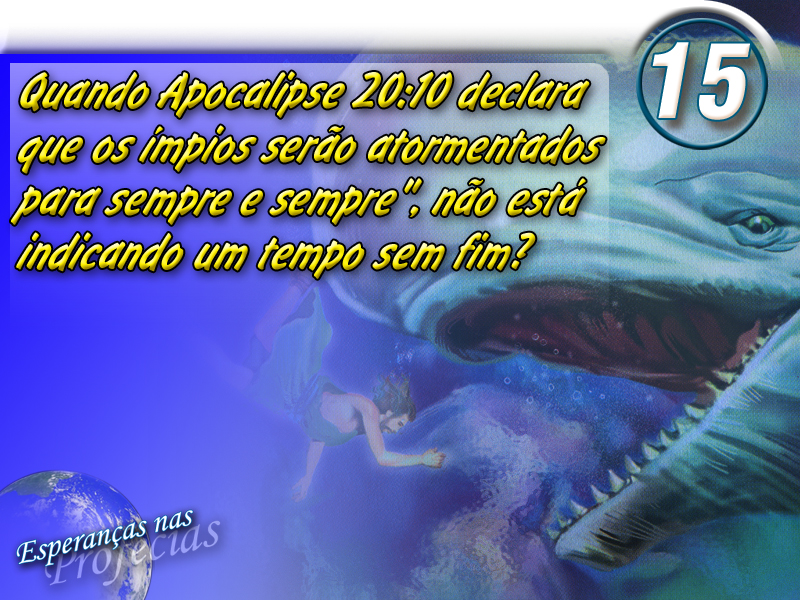 15
Quando Apocalipse 20:10 declara
que os ímpios serão atormentados
para sempre e sempre", não está
indicando um tempo sem fim?
Esperanças nas
Profecias